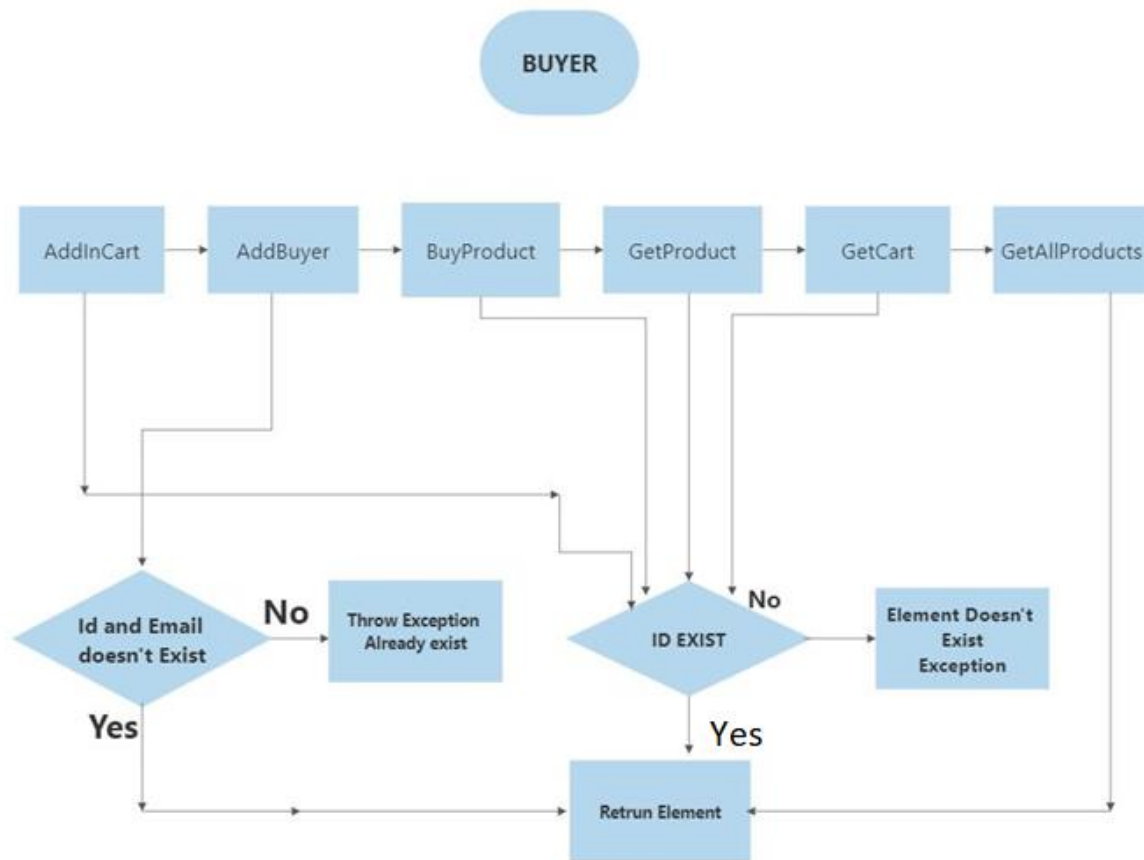 BUYER
AddInCart
AddBuyer
BuyProduct
GetProduct
GetCart
GetAllProducts
Id and Email
doesn't Exist
No
Throw Exception
Already exist
ID EXIST
No
Element Doesn't
Exist
Exception
Yes
Yes
Retrun Element